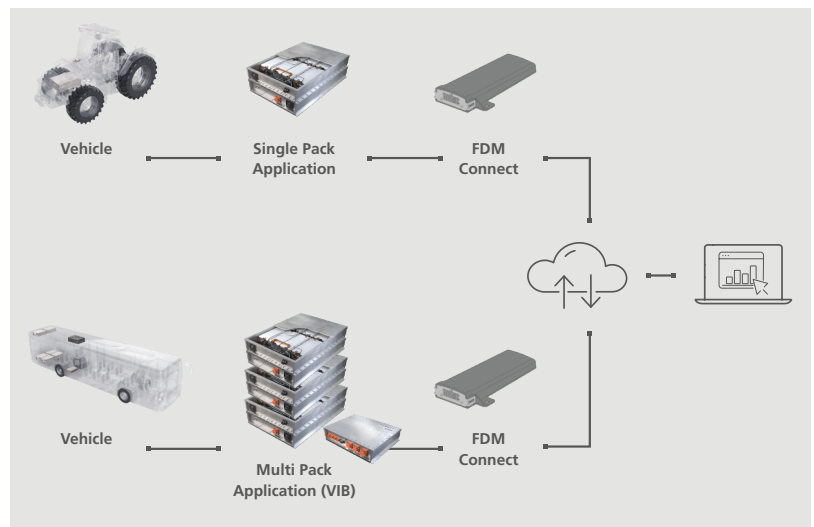 Vehicle
Single Pack
Application
FDM
Connect
Vehicle
Multi Pack
Application (VIB)
FDM
Connect